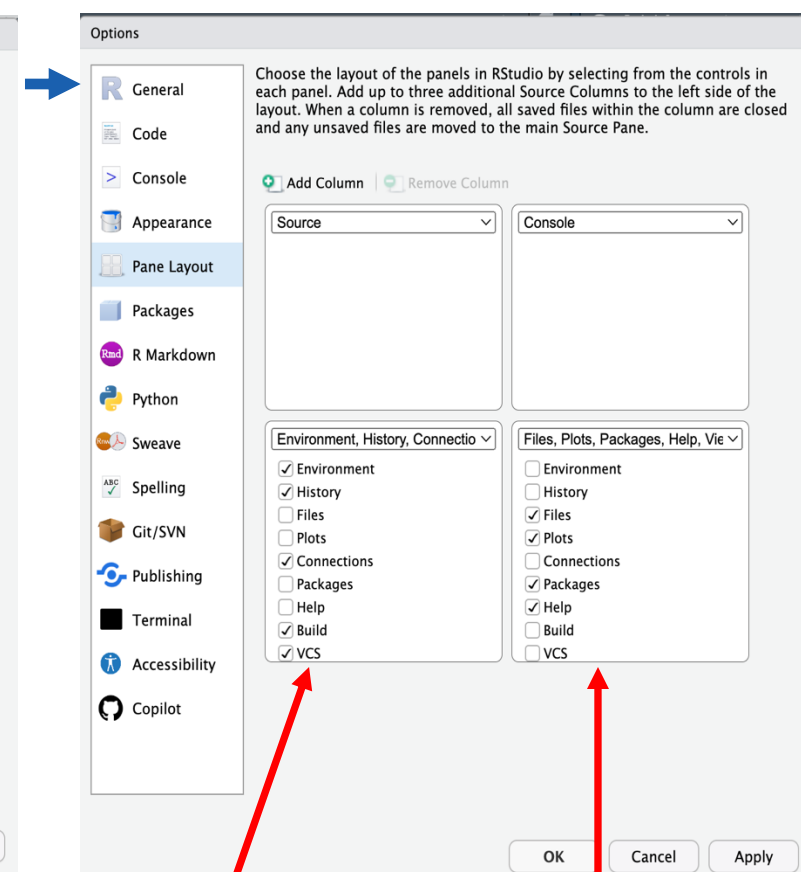 Options
General
Code
Console
Appearance
Pane Layout
Packages
Rmd R Markdown
Python
Rnw Sweave
ABC Spelling
Git/SVN
Publishing
Terminal
Accessibility
Copilot
Choose the layout of the panels in RStudio by selecting from the controls in
each panel. Add up to three additional Source Columns to the left side of the
layout. When a column is removed, all saved files within the column are closed
and any unsaved files are moved to the main Source Pane.
Add Column Remove Column
Source
Console
Environment, History, Connectio
Environment
History
Files
Plots
Connections
Packages
Help
Build
VCS
Files, Plots, Packages, Help, Vie
Environment
History
Files
Plots
Connections
Packages
Help
Build
VCS
OK Cancel Apply